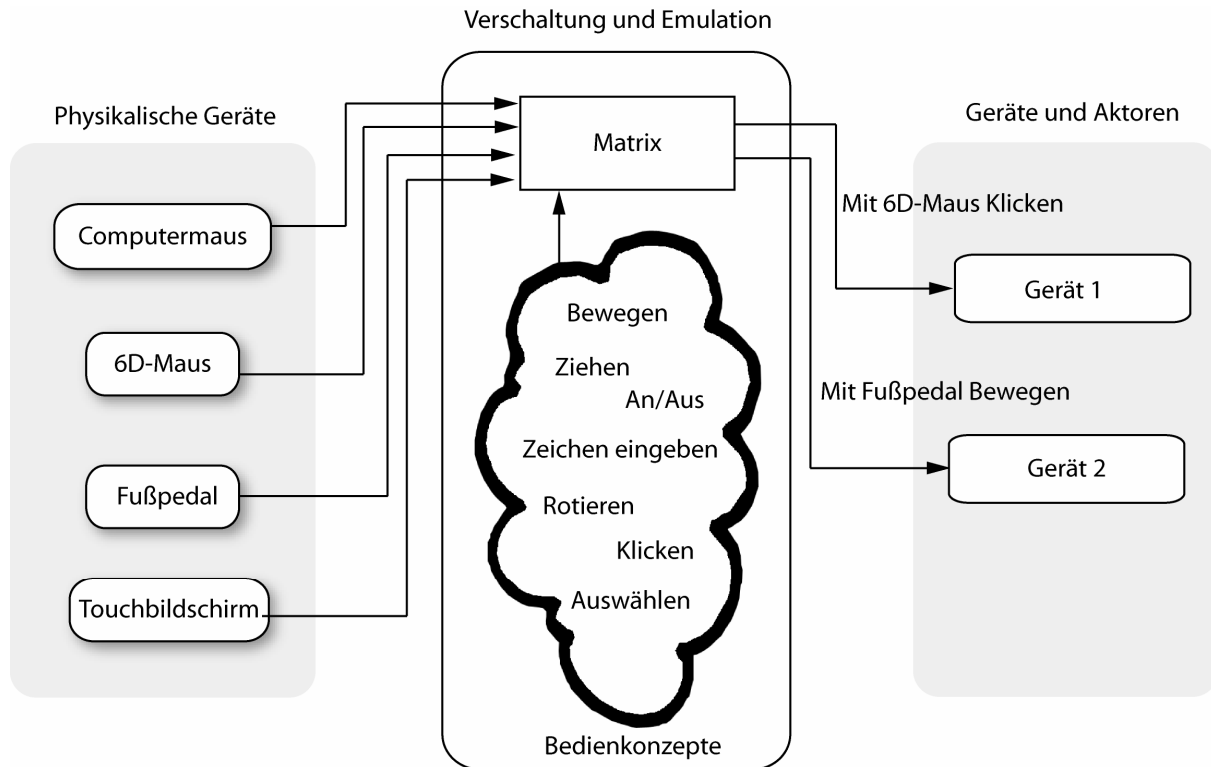 Verschaltung und Emulation
Physikalische Geräte
Computermaus
6D-Maus
Fußpedal
Touchbildschirm
Matrix
Bewegen
Ziehen
An/Aus
Zeichen eingeben
Rotieren
Klicken
Auswählen
Bedienkonzepte
Geräte und Aktoren
Mit 6D-Maus Klicken
Gerät 1
Mit Fußpedal Bewegen
Gerät 2